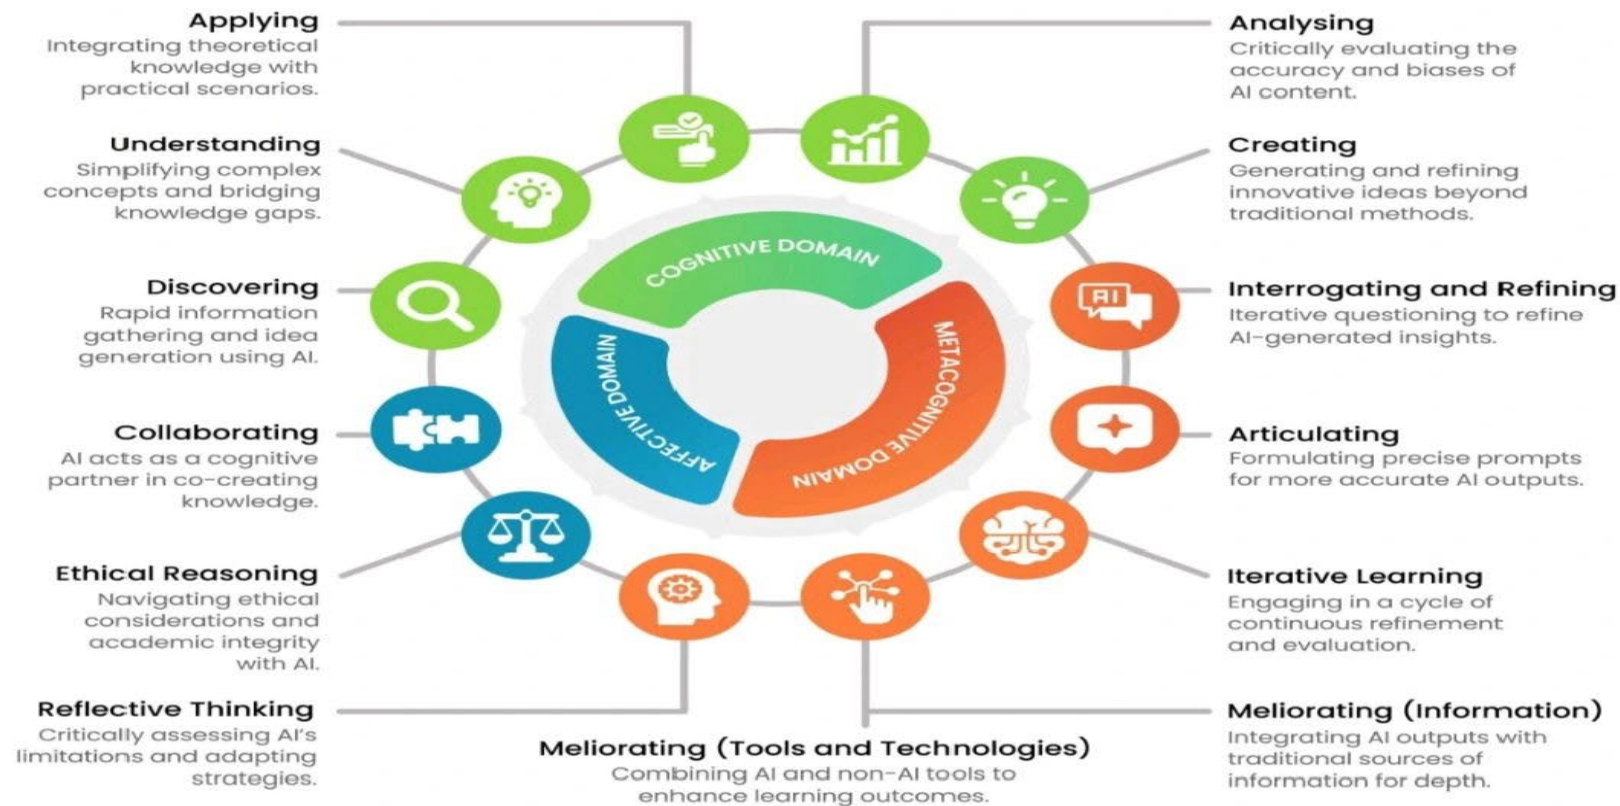 Applying
Integrating theoretical
knowledge with
practical scenarios.
Understanding
Simplifying complex
concepts and bridging
knowledge gaps.
Discovering
Rapid information
gathering and idea
generation using AI.
Collaborating
AI acts as a cognitive
partner in co-creating
knowledge.
Ethical Reasoning
Navigating ethical
considerations and
academic integrity
with AI.
Reflective Thinking
Critically assessing AI's
limitations and adapting
strategies.
COGNITIVE DOMAIN
AFFECTIVE DOMAIN
METACOGNITIVE DOMAIN
AI
Meliorating (Tools and Technologies)
Combining AI and non-AI tools to
enhance learning outcomes.
Analysing
Critically evaluating the
accuracy and biases of
AI content.
Creating
Generating and refining
innovative ideas beyond
traditional methods.
Interrogating and Refining
Iterative questioning to refine
AI-generated insights.
Articulating
Formulating precise prompts
for more accurate AI outputs.
Iterative Learning
Engaging in a cycle of
continuous refinement
and evaluation.
Meliorating (Information)
Integrating AI outputs with
traditional sources of
information for depth.